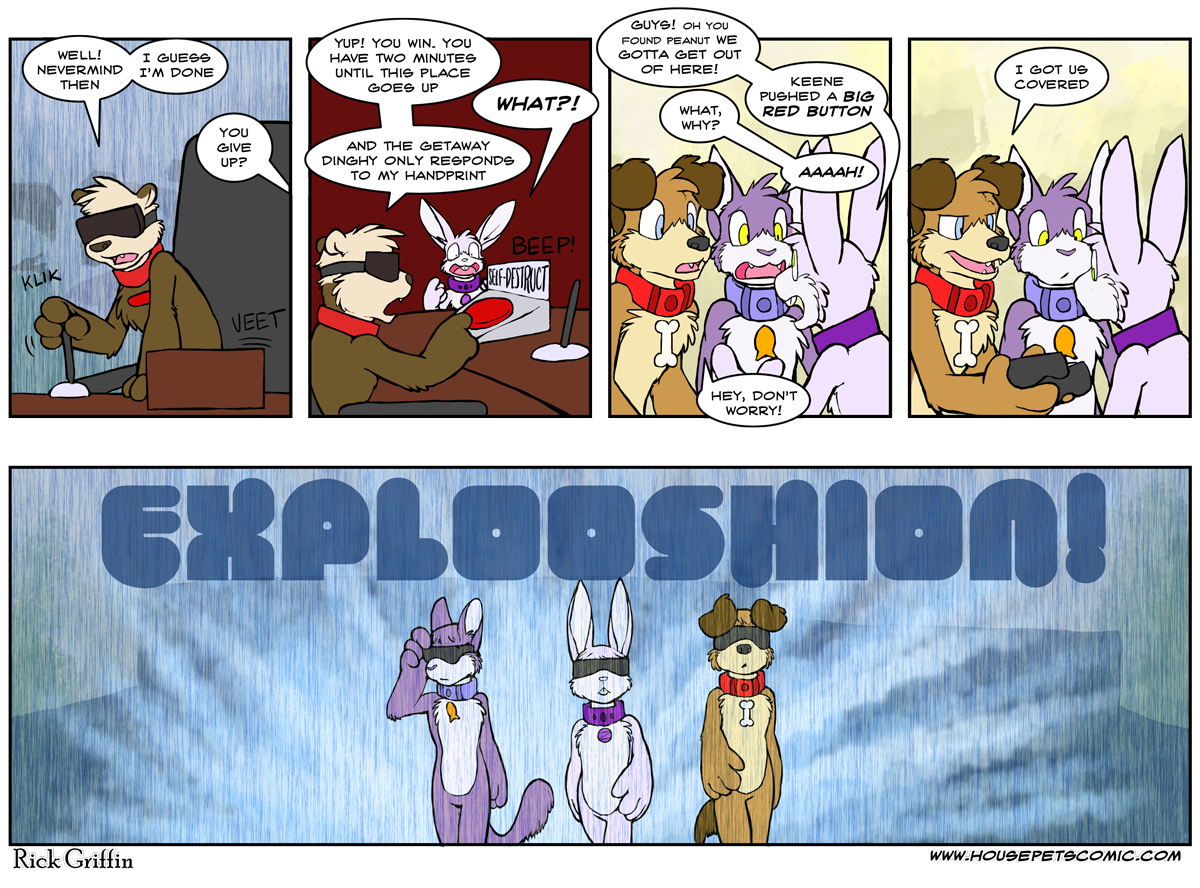 WELL!
NEVERMIND
THEN
I GUESS
I'M DONE
YOU
GIVE
UP?
KLIK
VEET
YUP! YOU WIN. YOU
HAVE TWO MINUTES
UNTIL THIS PLACE
GOES UP
WHAT?!
AND THE GETAWAY
DINGHY ONLY RESPONDS
TO MY HANDPRINT
BEEP!
SELF-DESTRUCT
GUYS! OH YOU
FOUND PEANUT WE
GOTTA GET OUT
OF HERE!
WHAT,
WHY?
KEENE
PUSHED A BIG
RED BUTTON
AAAAH!
HEY, DON'T
WORRY!
I GOT US
COVERED
EXPLOOSHION!
Rick Griffin
WWW.HOUSEPETSCOMIC.COM